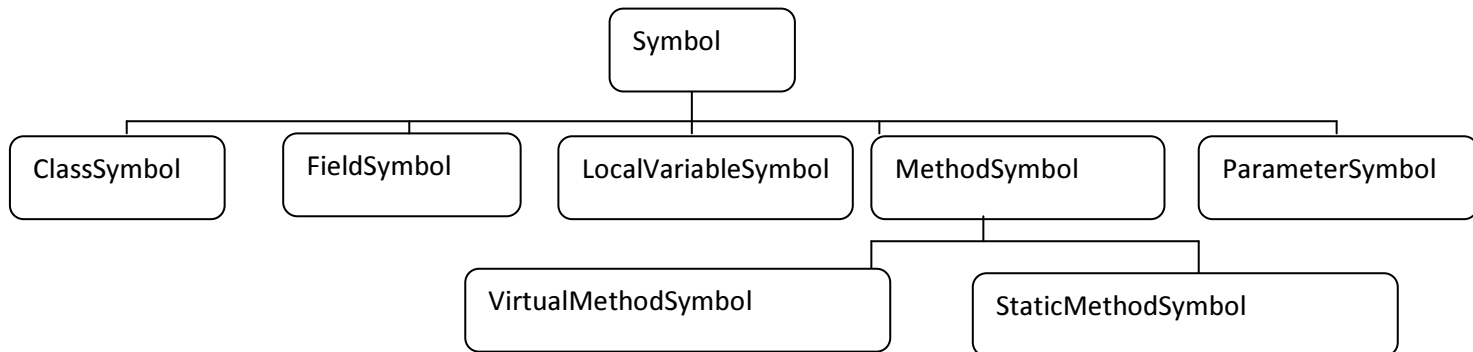 Symbol
ClassSymbol
FieldSymbol
LocalVariableSymbol
MethodSymbol
ParameterSymbol
VirtualMethodSymbol
StaticMethodSymbol